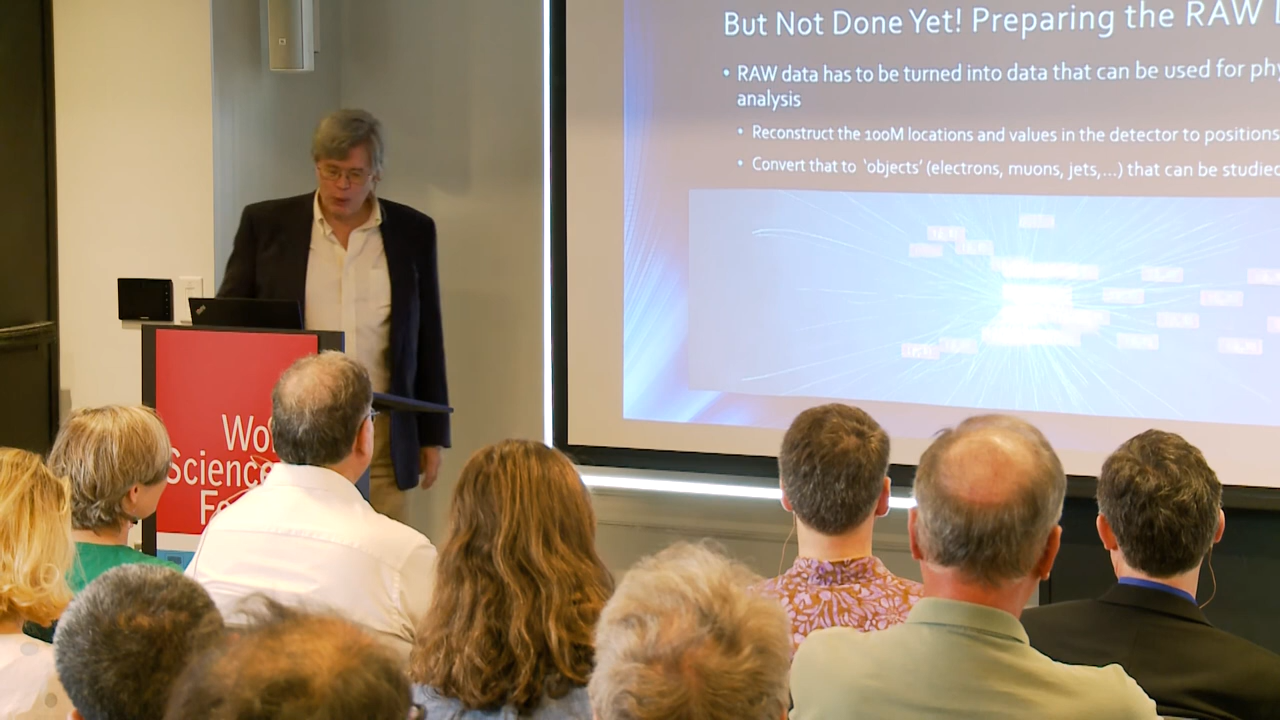 But Not Done Yet! Preparing the RAW
• RAW data has to be turned into data that can be used for phy
analysis
• Reconstruct the 100M locations and values in the detector to positions
• Convert that to 'objects' (electrons, muons, jets,...) that can be studied
Wo
Science
Fe